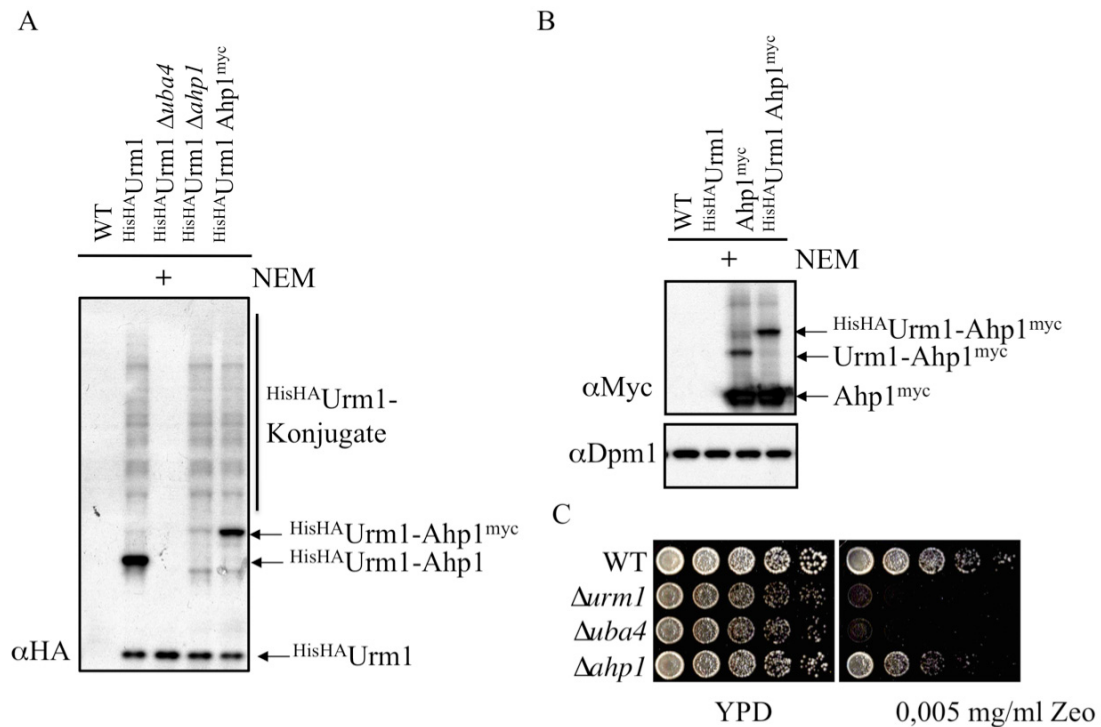 A
WT
HisHAUrm1
HisHAUrm1 Δuba4
HisHAUrm1 Δahp1
HisHAUrm1 Ahp1myc
+ NEM
HisHAUrm1-
Konjugate
HisHAUrm1-Ahp1myc
HisHAUrm1-Ahp1
αHA
HisHAUrm1
B
WT
HisHAUrm1
Ahp1myc
HisHAUrm1 Ahp1myc
+ NEM
HisHAUrm1-Ahp1myc
Urm1-Ahp1myc
αMyc
Ahp1myc
αDpm1
C
WT
Δurm1
Δuba4
Δahp1
YPD 0,005 mg/ml Zeo